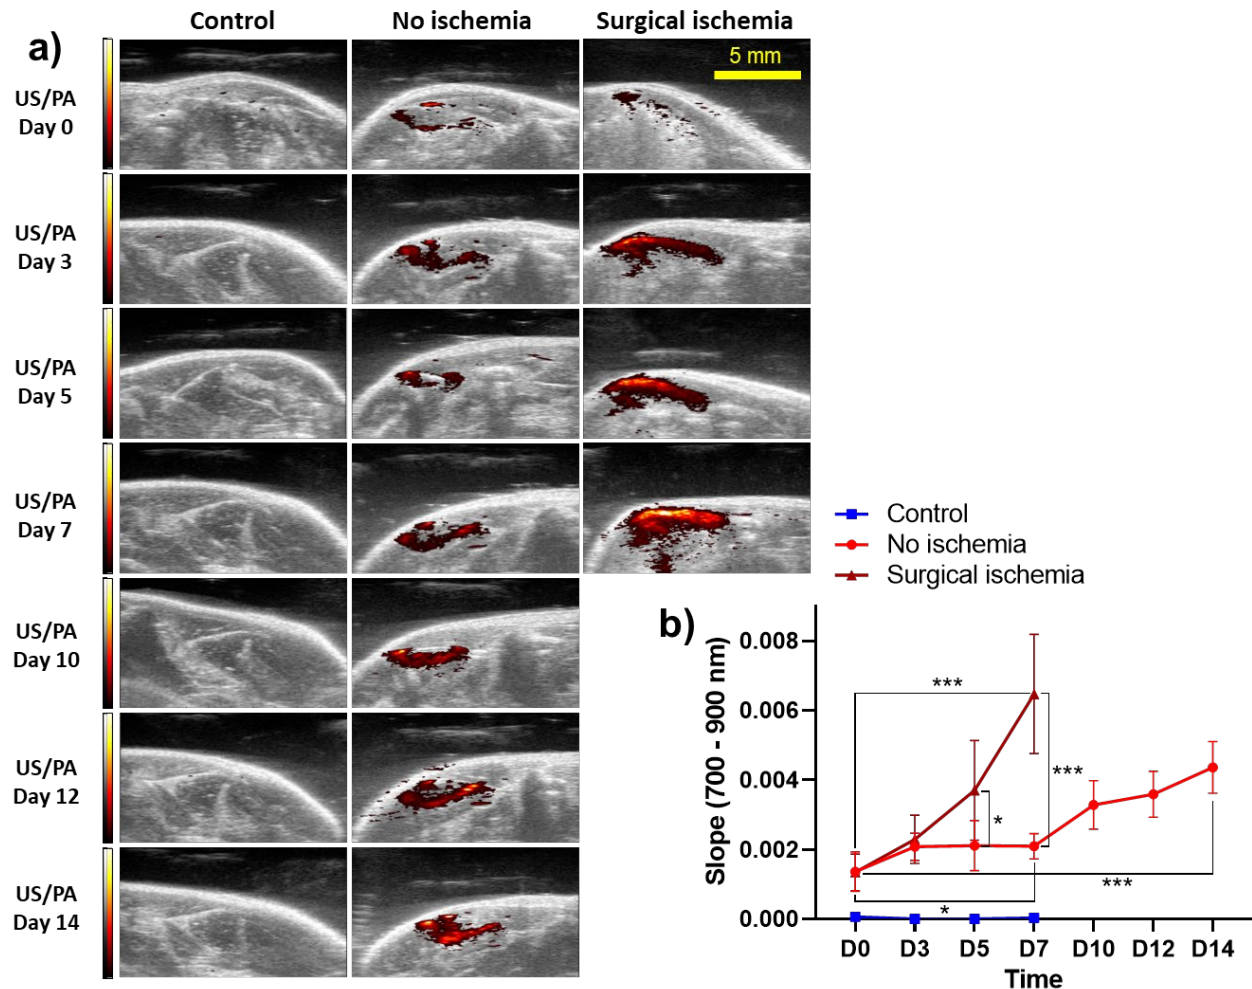 Control No ischemia Surgical ischemia
a)
5 mm
US/PA
Day 0
US/PA
Day 3
US/PA
Day 5
US/PA
Day 7
US/PA
Day 10
US/PA
Day 12
US/PA
Day 14
Control
No ischemia
Surgical ischemia
b)
Slope (700 - 900 nm)
0.008
0.006
0.004
0.002
0.000
***
***
*
***
*
D0 D3 D5 D7 D10 D12 D14
Time